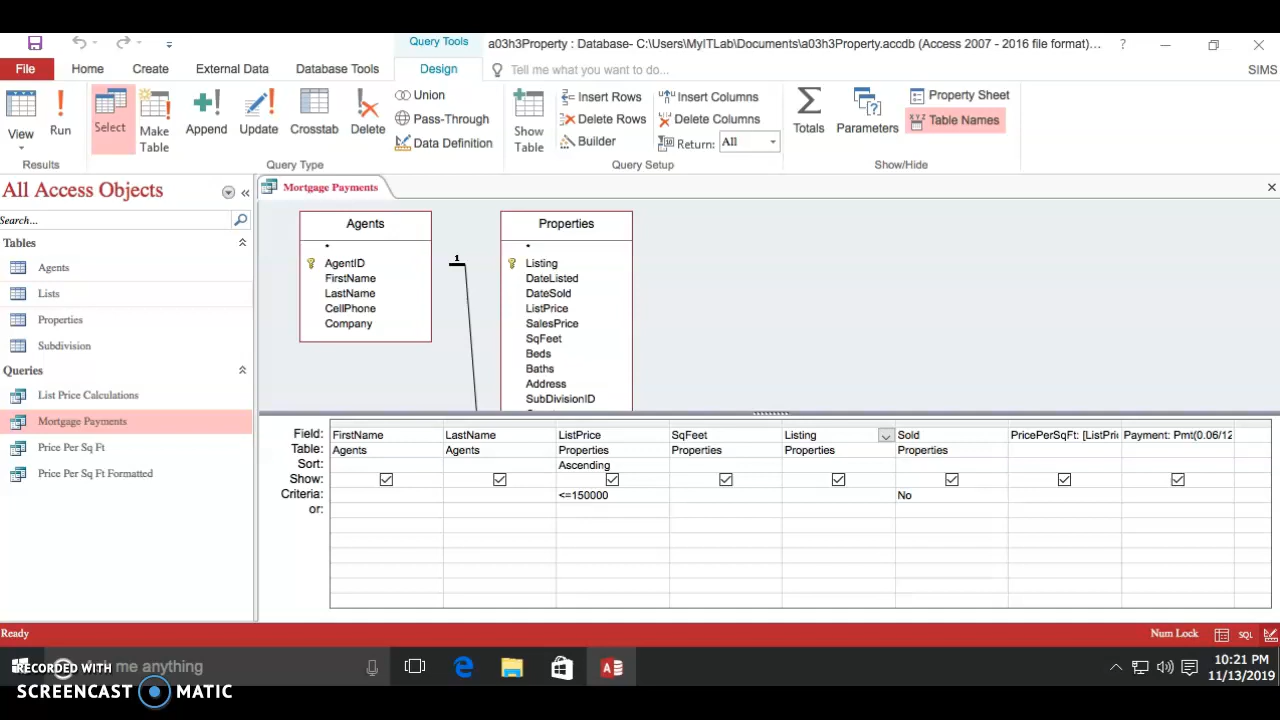 Query Tools
a03h3Property : Database- C:\Users\MyITLab\Documents\a03h3Property.accdb (Access 2007 - 2016 file format)...
?
File Home Create External Data Database Tools Design Tell me what you want to do... SIMS
View Run Select Make Table Append Update Crosstab Delete
Union
Pass-Through
Data Definition
Show Table
Insert Rows
Delete Rows
Builder
Insert Columns
Delete Columns
Return: All
Totals Parameters
Property Sheet
Table Names
Results Query Type Query Setup Show/Hide
All Access Objects
Search...
Tables
Agents
Lists
Properties
Subdivision
Queries
List Price Calculations
Mortgage Payments
Price Per Sq Ft
Price Per Sq Ft Formatted
Mortgage Payments
Agents
*
AgentID
FirstName
LastName
CellPhone
Company
1
Properties
*
Listing
DateListed
DateSold
ListPrice
SalesPrice
SqFeet
Beds
Baths
Address
SubDivisionID
Field: FirstName LastName ListPrice SqFeet Listing Sold PricePerSqFt: [ListPri Payment: Pmt(0.06/12
Table: Agents Agents Properties Properties Properties Properties
Sort: Ascending
Show:
Criteria: <=150000 No
or:
Ready Num Lock SQL
me anything
10:21 PM
11/13/2019
RECORDED WITH
SCREENCAST MATIC